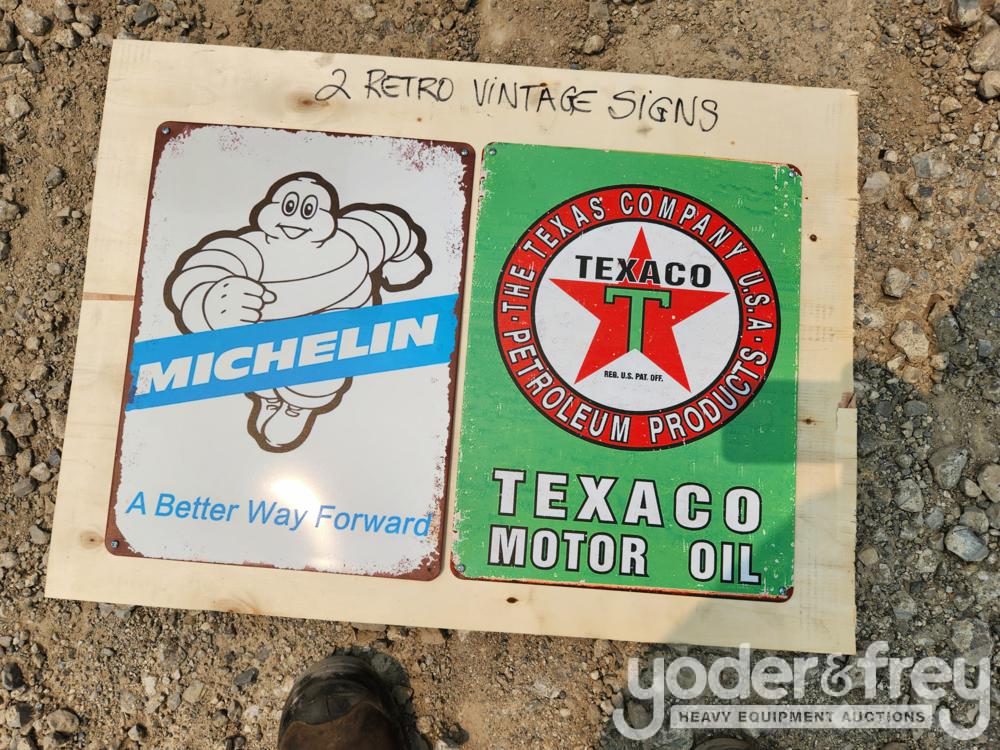 2 RETRO VINTAGE SIGNS
MICHELIN
A Better Way Forward
THE TEXAS COMPANY U.S.A.
PETROLEUM PRODUCTS
TEXACO
T
REG. U.S. PAT. OFF.
TEXACO
MOTOR OIL
yoder&frey
HEAVY EQUIPMENT AUCTIONS